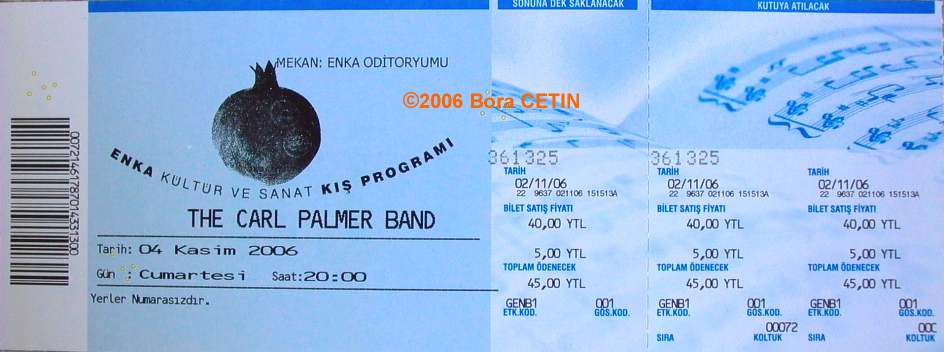 SONUNA DEK SAKLANACAK
KUTUYA ATILACAK
MEKAN: ENKA ODİTORYUMU
©2006 Bora CETIN
ENKA KÜLTÜR VE SANAT KIŞ PROGRAMI
THE CARL PALMER BAND
Tarih: 04 Kasim 2006
Gün : Cumartesi Saat:20:00
Yerler Numarasızdır.
361325
TARİH
02/11/06
22 9637 021106 151513A
BİLET SATIŞ FİYATI
40,00 YTL
5,00 YTL
TOPLAM ÖDENECEK
45,00 YTL
GENB1 001
ETK.KOD. GÖS.KOD.
361325
TARİH
02/11/06
22 9637 021106 151513A
BİLET SATIŞ FİYATI
40,00 YTL
5,00 YTL
TOPLAM ÖDENECEK
45,00 YTL
GENB1 001
ETK.KOD. GÖS.KOD.
00072
SIRA KOLTUK
TARİH
02/11/06
22 9637 021106 151513A
BİLET SATIŞ FİYATI
40,00 YTL
5,00 YTL
TOPLAM ÖDENECEK
45,00 YTL
GENB1 001
ETK.KOD. GÖS.KOD.
SIRA KOLTUK